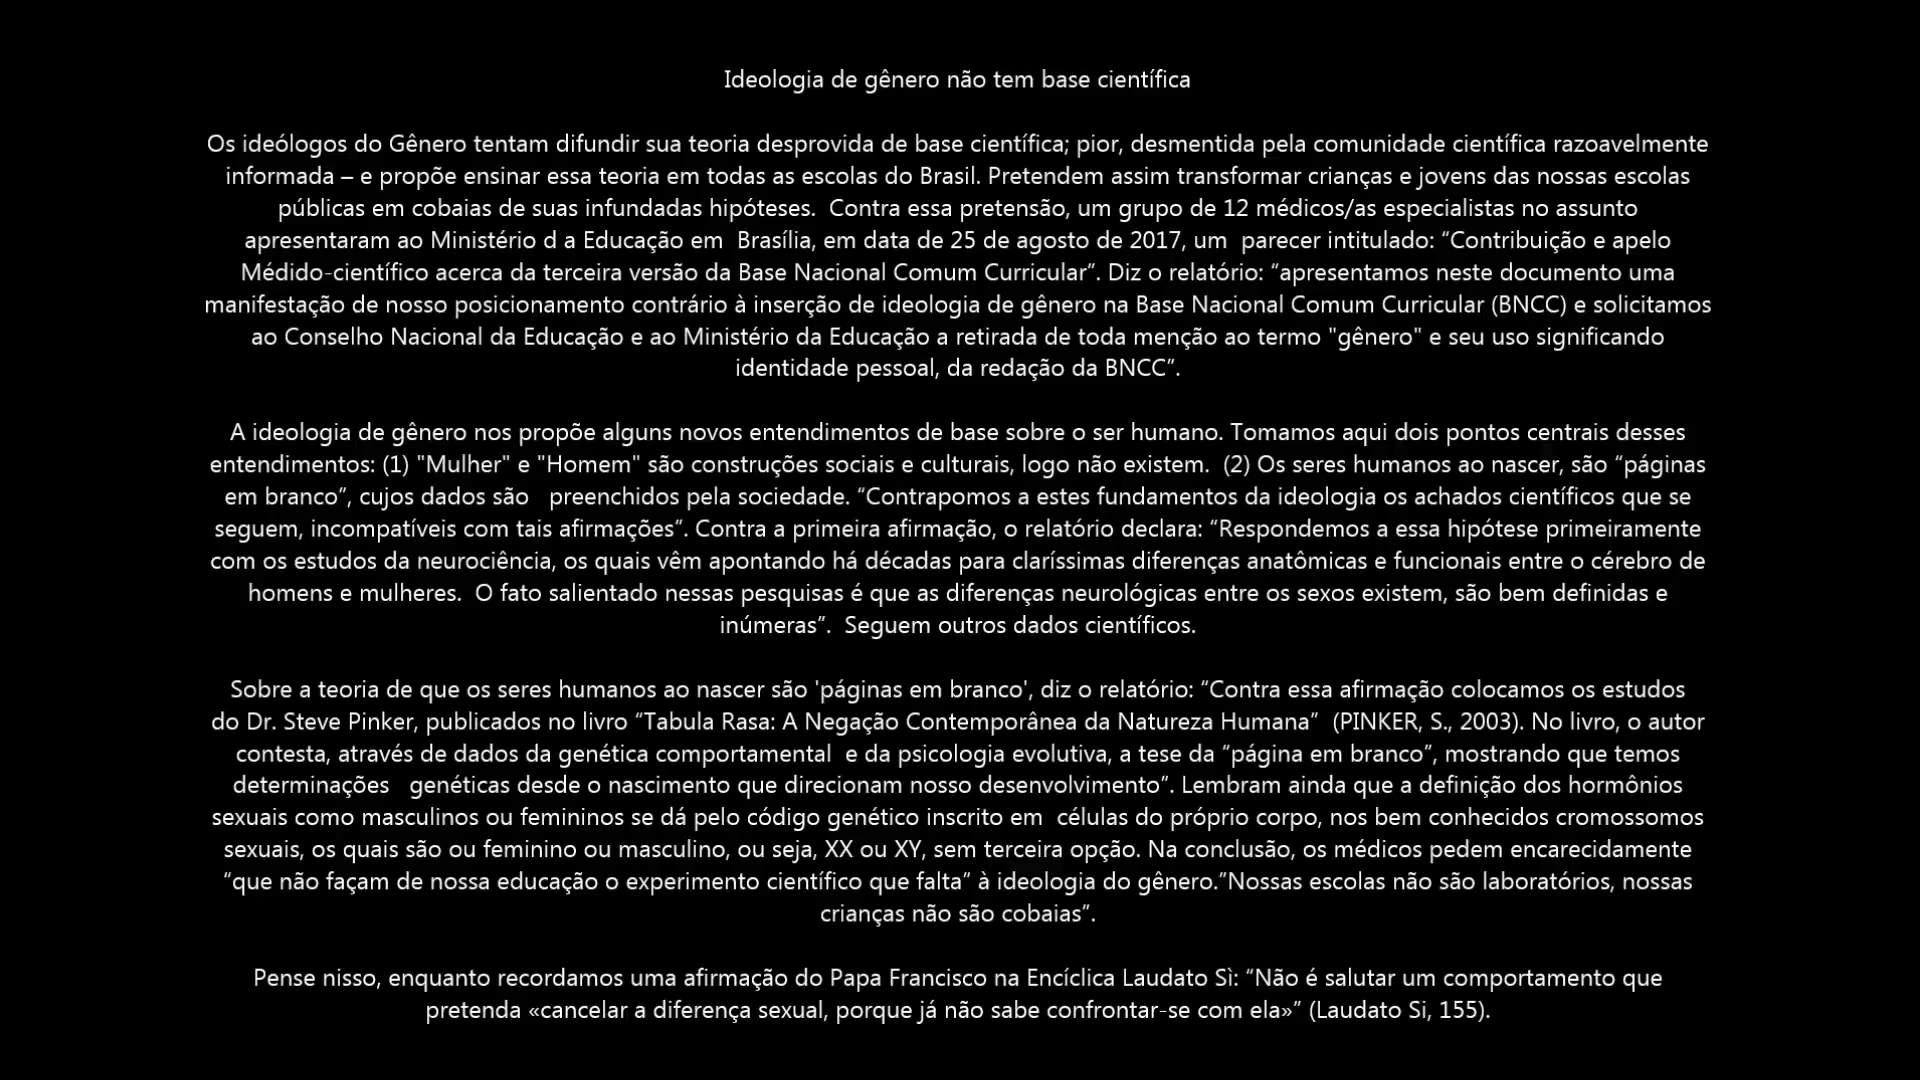 Ideologia de gênero não tem base científica
Os ideólogos do Gênero tentam difundir sua teoria desprovida de base científica; pior, desmentida pela comunidade científica razoavelmente
informada – e propõe ensinar essa teoria em todas as escolas do Brasil. Pretendem assim transformar crianças e jovens das nossas escolas
públicas em cobaias de suas infundadas hipóteses.  Contra essa pretensão, um grupo de 12 médicos/as especialistas no assunto
apresentaram ao Ministério d a Educação em  Brasília, em data de 25 de agosto de 2017, um  parecer intitulado: “Contribuição e apelo
Médido-científico acerca da terceira versão da Base Nacional Comum Curricular”. Diz o relatório: “apresentamos neste documento uma
manifestação de nosso posicionamento contrário à inserção de ideologia de gênero na Base Nacional Comum Curricular (BNCC) e solicitamos
ao Conselho Nacional da Educação e ao Ministério da Educação a retirada de toda menção ao termo "gênero" e seu uso significando
identidade pessoal, da redação da BNCC”.
A ideologia de gênero nos propõe alguns novos entendimentos de base sobre o ser humano. Tomamos aqui dois pontos centrais desses
entendimentos: (1) "Mulher" e "Homem" são construções sociais e culturais, logo não existem.  (2) Os seres humanos ao nascer, são “páginas
em branco”, cujos dados são   preenchidos pela sociedade. “Contrapomos a estes fundamentos da ideologia os achados científicos que se
seguem, incompatíveis com tais afirmações”. Contra a primeira afirmação, o relatório declara: “Respondemos a essa hipótese primeiramente
com os estudos da neurociência, os quais vêm apontando há décadas para claríssimas diferenças anatômicas e funcionais entre o cérebro de
homens e mulheres.  O fato salientado nessas pesquisas é que as diferenças neurológicas entre os sexos existem, são bem definidas e
inúmeras”.  Seguem outros dados científicos.
Sobre a teoria de que os seres humanos ao nascer são 'páginas em branco', diz o relatório: “Contra essa afirmação colocamos os estudos
do Dr. Steve Pinker, publicados no livro “Tabula Rasa: A Negação Contemporânea da Natureza Humana”  (PINKER, S., 2003). No livro, o autor
contesta, através de dados da genética comportamental  e da psicologia evolutiva, a tese da “página em branco”, mostrando que temos
determinações   genéticas desde o nascimento que direcionam nosso desenvolvimento”. Lembram ainda que a definição dos hormônios
sexuais como masculinos ou femininos se dá pelo código genético inscrito em  células do próprio corpo, nos bem conhecidos cromossomos
sexuais, os quais são ou feminino ou masculino, ou seja, XX ou XY, sem terceira opção. Na conclusão, os médicos pedem encarecidamente
“que não façam de nossa educação o experimento científico que falta” à ideologia do gênero.”Nossas escolas não são laboratórios, nossas
crianças não são cobaias”.
Pense nisso, enquanto recordamos uma afirmação do Papa Francisco na Encíclica Laudato Sì: “Não é salutar um comportamento que
pretenda «cancelar a diferença sexual, porque já não sabe confrontar-se com ela»” (Laudato Si, 155).